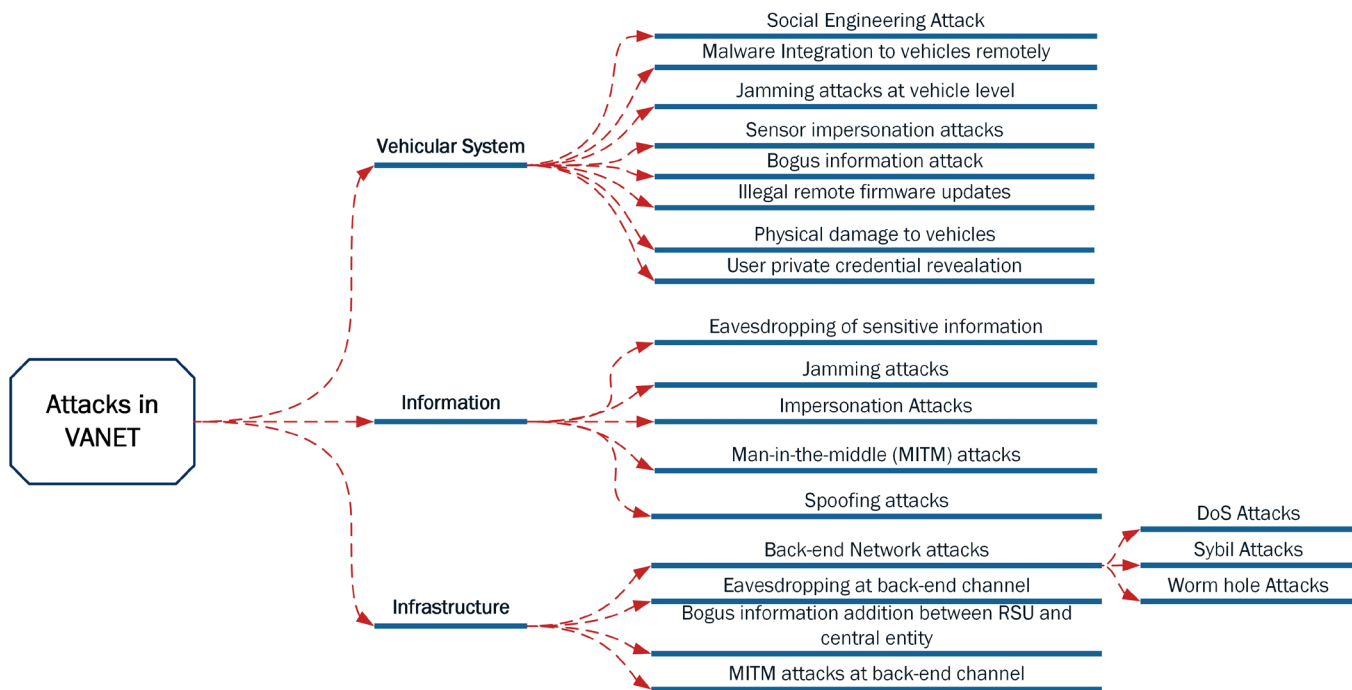 Attacks in
VANET
Vehicular System
Social Engineering Attack
Malware Integration to vehicles remotely
Jamming attacks at vehicle level
Sensor impersonation attacks
Bogus information attack
Illegal remote firmware updates
Physical damage to vehicles
User private credential revealation
Information
Eavesdropping of sensitive information
Jamming attacks
Impersonation Attacks
Man-in-the-middle (MITM) attacks
Spoofing attacks
Infrastructure
Back-end Network attacks
DoS Attacks
Sybil Attacks
Worm hole Attacks
Eavesdropping at back-end channel
Bogus information addition between RSU and
central entity
MITM attacks at back-end channel